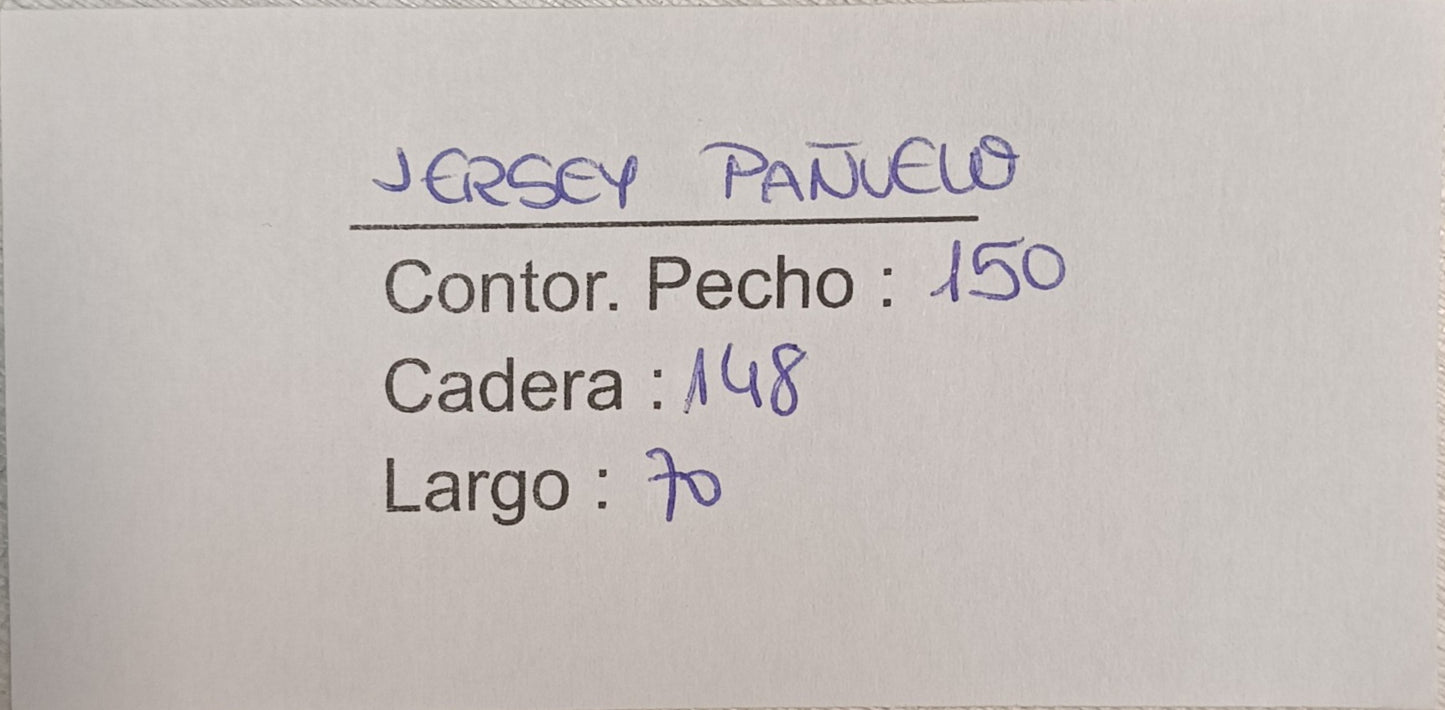 JERSEY PAÑUELO
Contor. Pecho : 150
Cadera : 148
Largo : 70